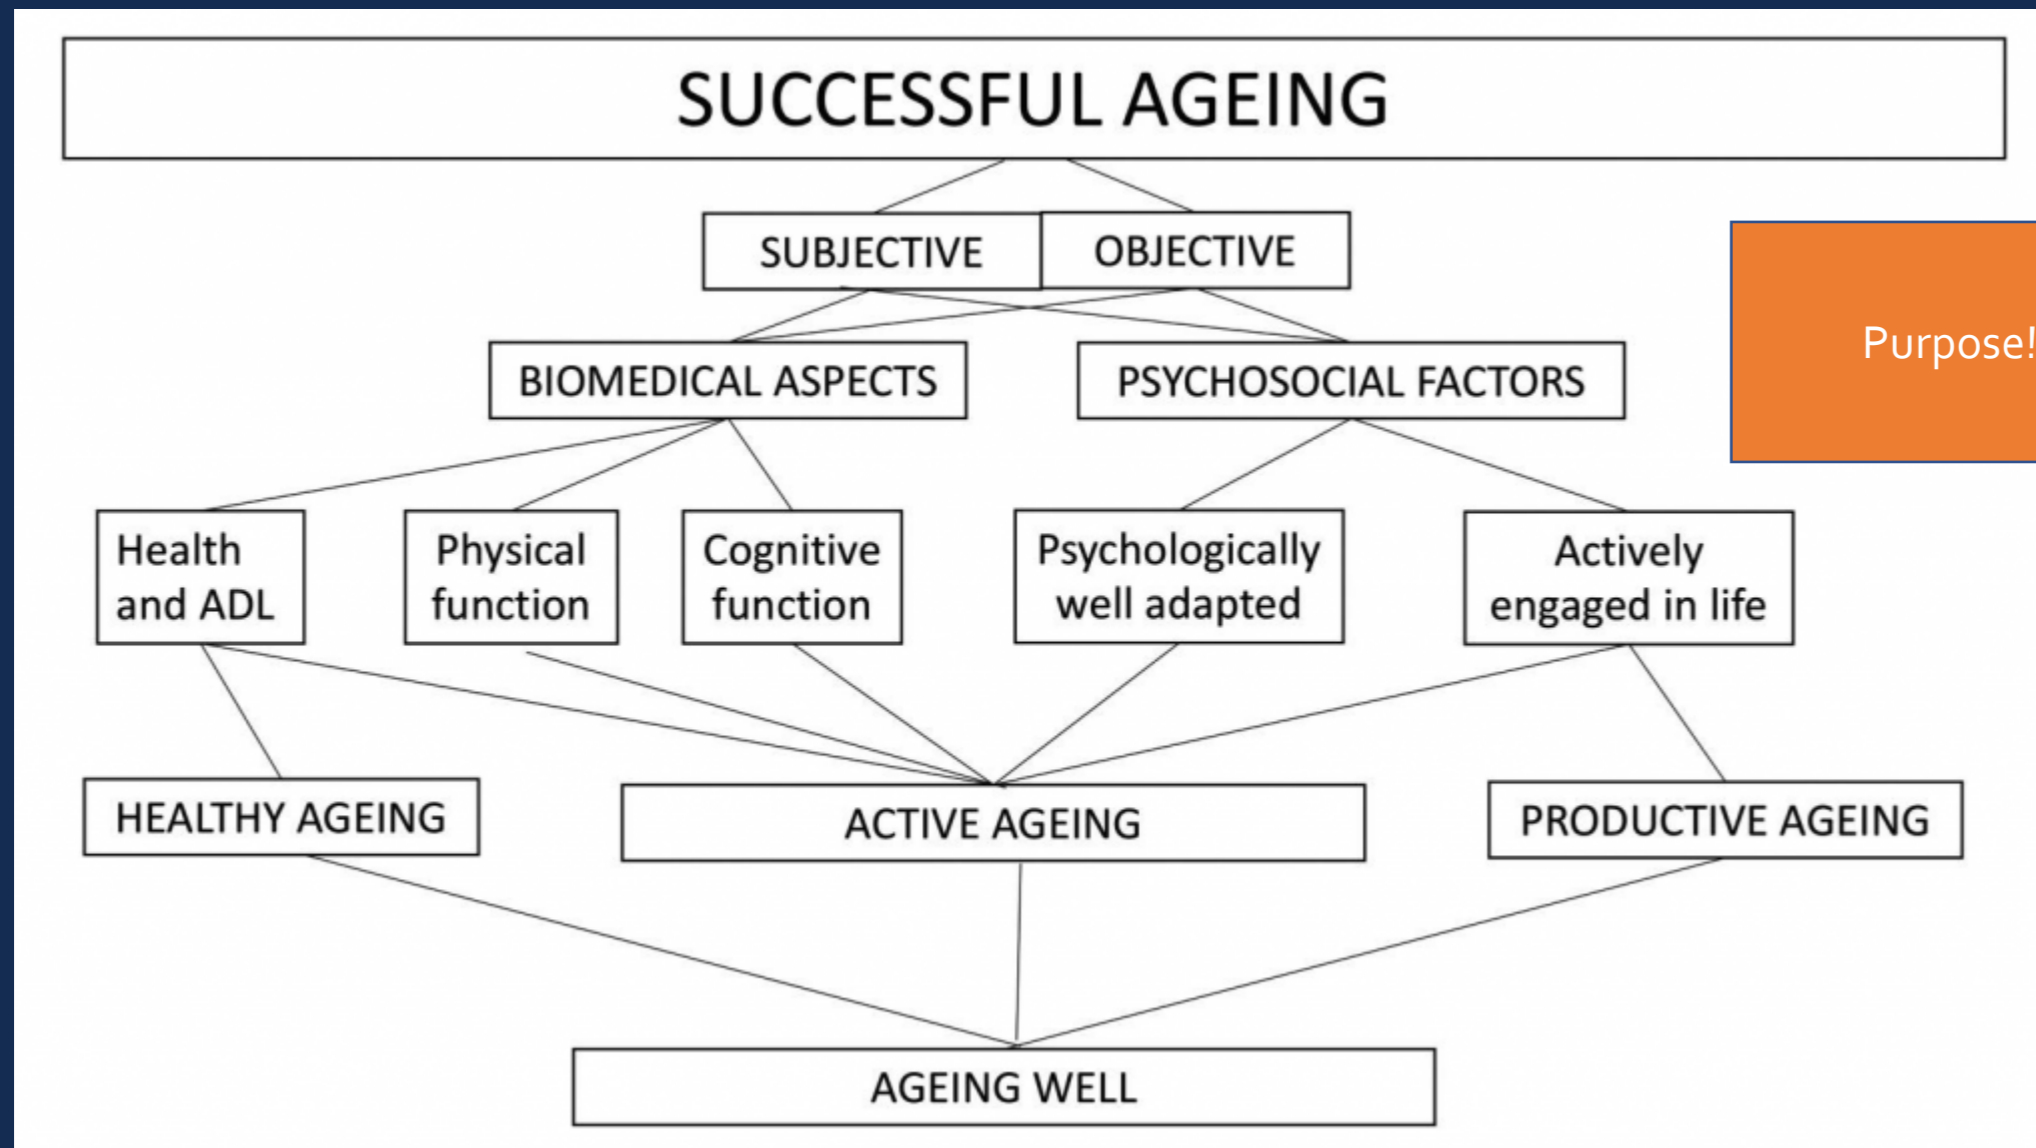 SUCCESSFUL AGEING
SUBJECTIVE
OBJECTIVE
Purpose!
BIOMEDICAL ASPECTS
PSYCHOSOCIAL FACTORS
Health
and ADL
Physical
function
Cognitive
function
Psychologically
well adapted
Actively
engaged in life
HEALTHY AGEING
ACTIVE AGEING
PRODUCTIVE AGEING
AGEING WELL